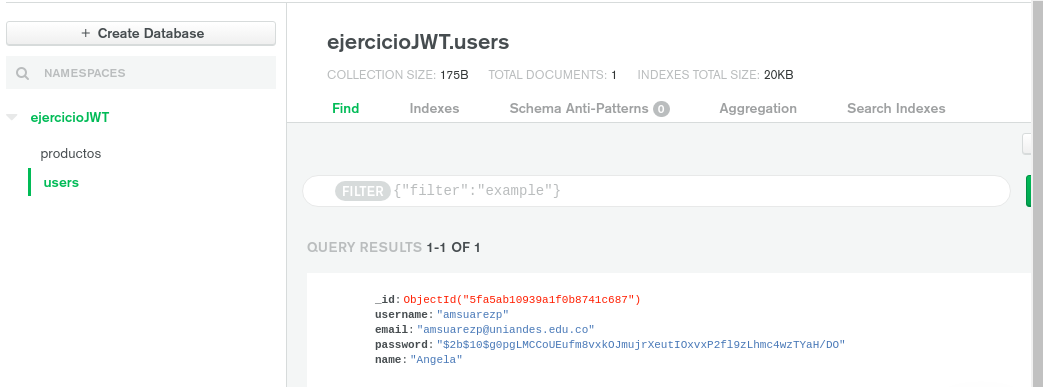 + Create Database
NAMESPACES
ejercicioJWT
productos
users
ejercicioJWT.users
COLLECTION SIZE: 175B TOTAL DOCUMENTS: 1 INDEXES TOTAL SIZE: 20KB
Find Indexes Schema Anti-Patterns 0 Aggregation Search Indexes
FILTER {"filter":"example"}
QUERY RESULTS 1-1 OF 1
_id: ObjectId("5fa5ab10939a1f0b8741c687")
username: "amsuarezp"
email: "amsuarezp@uniandes.edu.co"
password: "$2b$10$g0pgLMCCoUEufm8vxkOJmujrXeutIOxvxP2fl9zLhmc4wzTYaH/DO"
name: "Angela"